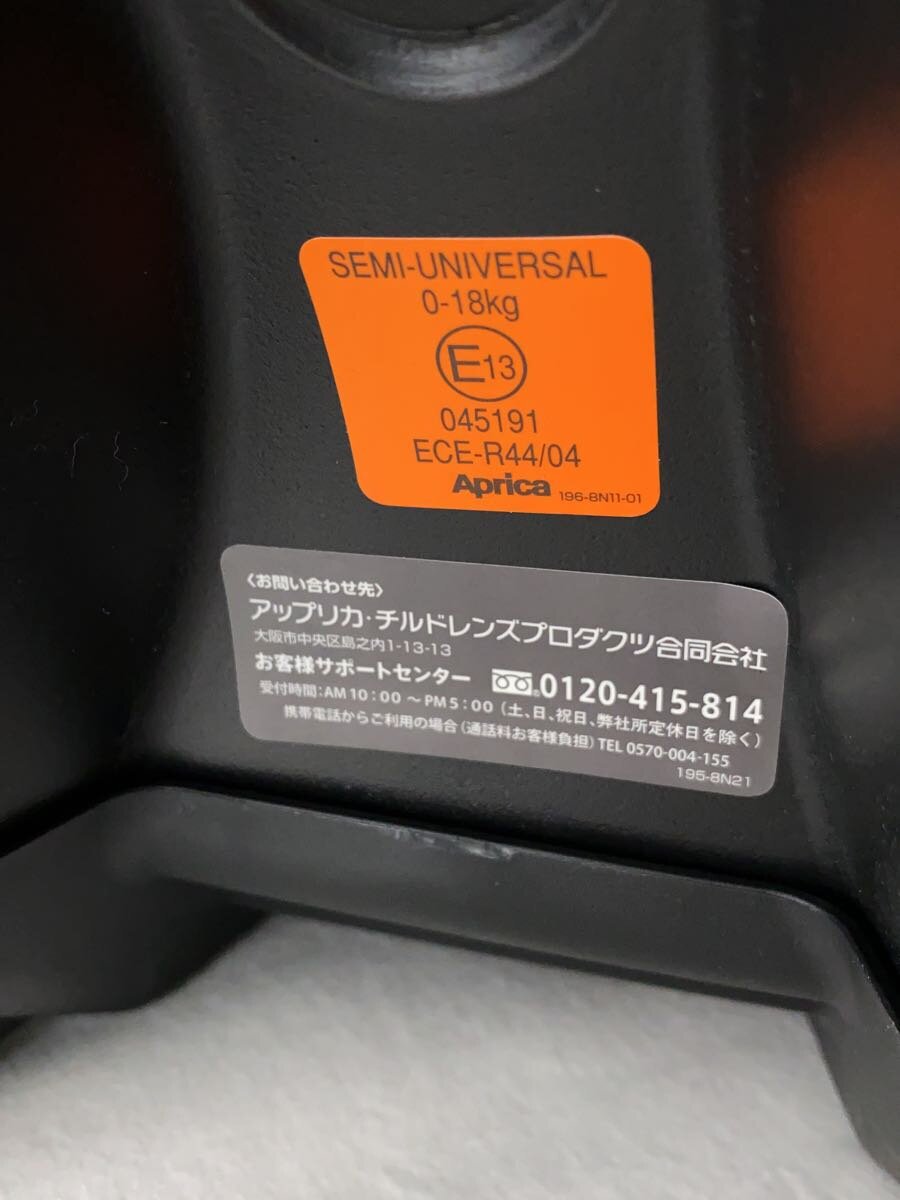 SEMI-UNIVERSAL
0-18kg
E13
045191
ECE-R44/04
Aprica 196-8N11-01
〈お問い合わせ先〉
アップリカ・チルドレンズプロダクツ合同会社
大阪市中央区島之内1-13-13
お客様サポートセンター 0120-415-814
受付時間:AM10:00~PM5:00(土、日、祝日、弊社所定休日を除く)
携帯電話からご利用の場合(通話料お客様負担)TEL 0570-004-155
195-8N21